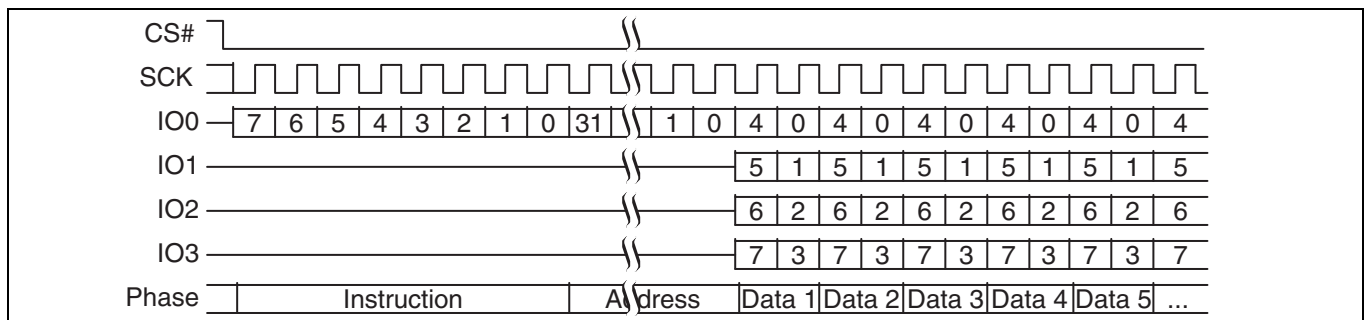 CS#
SCK
IO0 7 6 5 4 3 2 1 0 31 1 0 4 0 4 0 4 0 4 0 4 0 4
IO1 5 1 5 1 5 1 5 1 5 1 5
IO2 6 2 6 2 6 2 6 2 6 2 6
IO3 7 3 7 3 7 3 7 3 7 3 7
Phase Instruction Address Data 1 Data 2 Data 3 Data 4 Data 5 ...